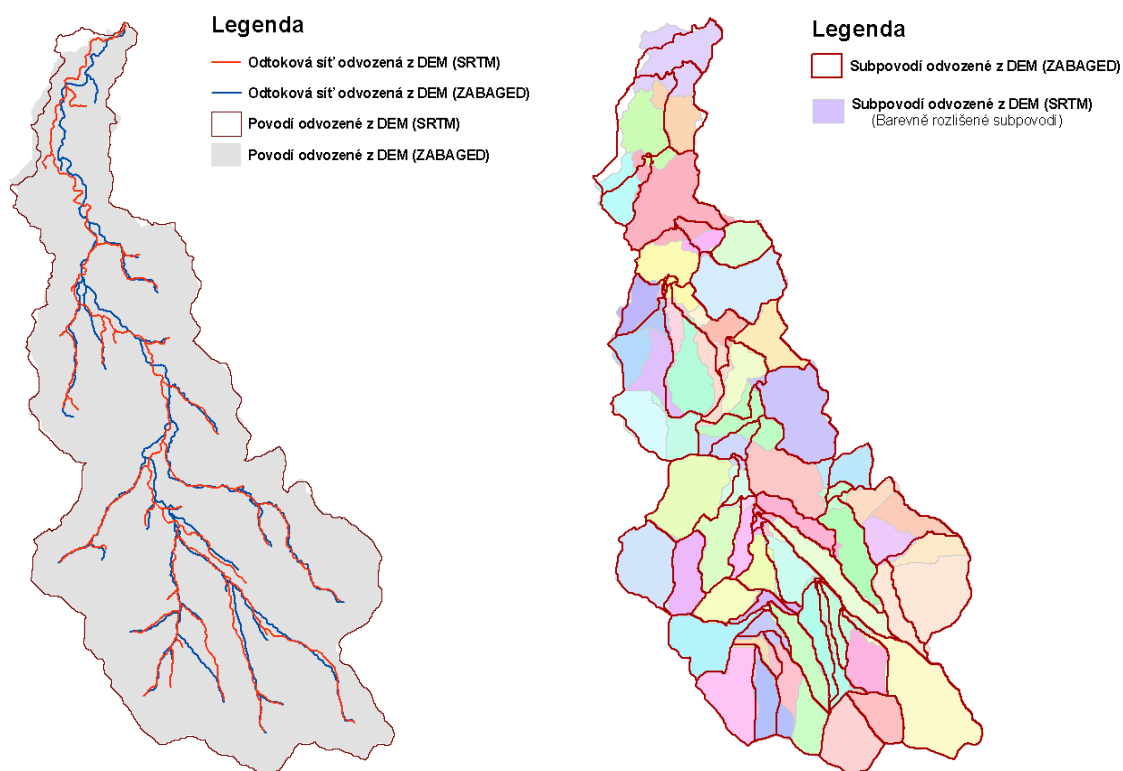 Legenda
Odtoková síť odvozená z DEM (SRTM)
Odtoková síť odvozená z DEM (ZABAGED)
Povodí odvozené z DEM (SRTM)
Povodí odvozené z DEM (ZABAGED)
Legenda
Subpovodí odvozené z DEM (ZABAGED)
Subpovodí odvozené z DEM (SRTM)
(Barevně rozlišené subpovodí)